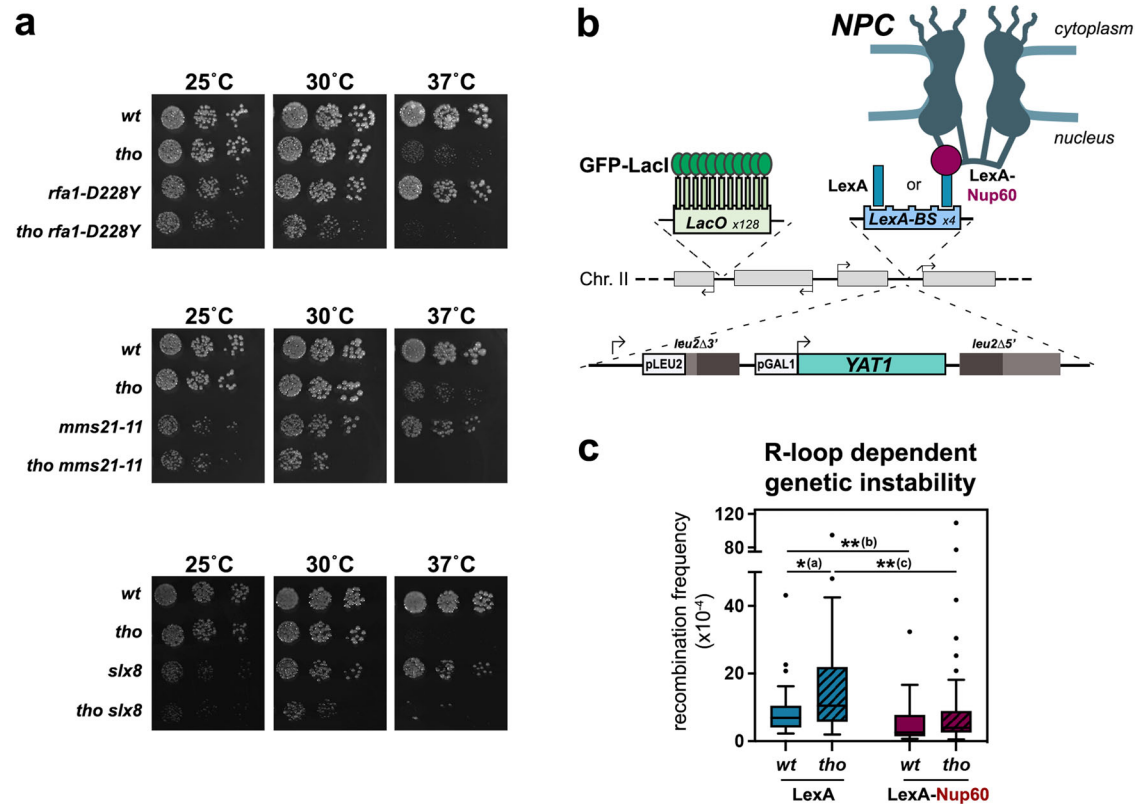 a
25˚C 30˚C 37˚C
wt
tho
rfa1-D228Y
tho rfa1-D228Y
25˚C 30˚C 37˚C
wt
tho
mms21-11
tho mms21-11
25˚C 30˚C 37˚C
wt
tho
slx8
tho slx8
b
NPC
cytoplasm
nucleus
GFP-LacI
LexA
or
LexA-
Nup60
LacO x128
LexA-BS x4
Chr. II
leu2Δ3’
leu2Δ5’
pLEU2
pGAL1
YAT1
c
R-loop dependent
genetic instability
recombination frequency
(x10-4)
120
80
40
20
0
**(b)
*(a)
**(c)
wt tho wt tho
LexA LexA-Nup60